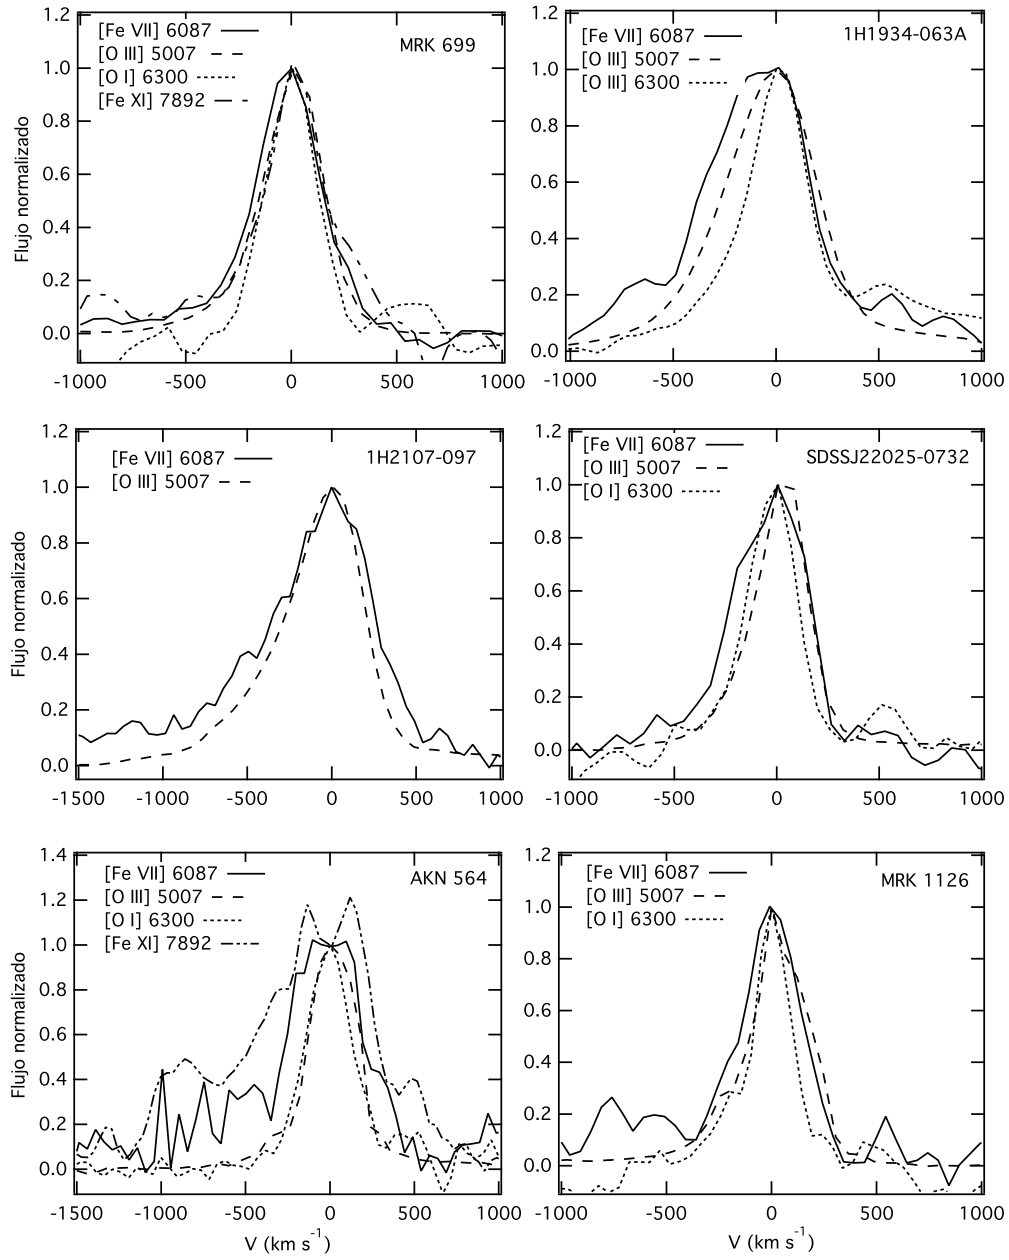 [Fe VII] 6087
[O III] 5007
[O I] 6300
[Fe XI] 7892
MRK 699
1.2
1.0
0.8
0.6
0.4
0.2
0.0
Flujo normalizado
-1000 -500 0 500 1000
[Fe VII] 6087
[O III] 5007
[O III] 6300
1H1934-063A
1.2
1.0
0.8
0.6
0.4
0.2
0.0
-1000 -500 0 500 1000
[Fe VII] 6087
[O III] 5007
1H2107-097
1.2
1.0
0.8
0.6
0.4
0.2
0.0
Flujo normalizado
-1500 -1000 -500 0 500 1000
[Fe VII] 6087
[O III] 5007
[O I] 6300
SDSSJ22025-0732
1.2
1.0
0.8
0.6
0.4
0.2
0.0
-1000 -500 0 500 1000
[Fe VII] 6087
[O III] 5007
[O I] 6300
[Fe XI] 7892
AKN 564
1.4
1.2
1.0
0.8
0.6
0.4
0.2
0.0
Flujo normalizado
-1500 -1000 -500 0 500 1000
V (km s-1)
[Fe VII] 6087
[O III] 5007
[O I] 6300
MRK 1126
1.2
1.0
0.8
0.6
0.4
0.2
0.0
-1000 -500 0 500 1000
V (km s-1)